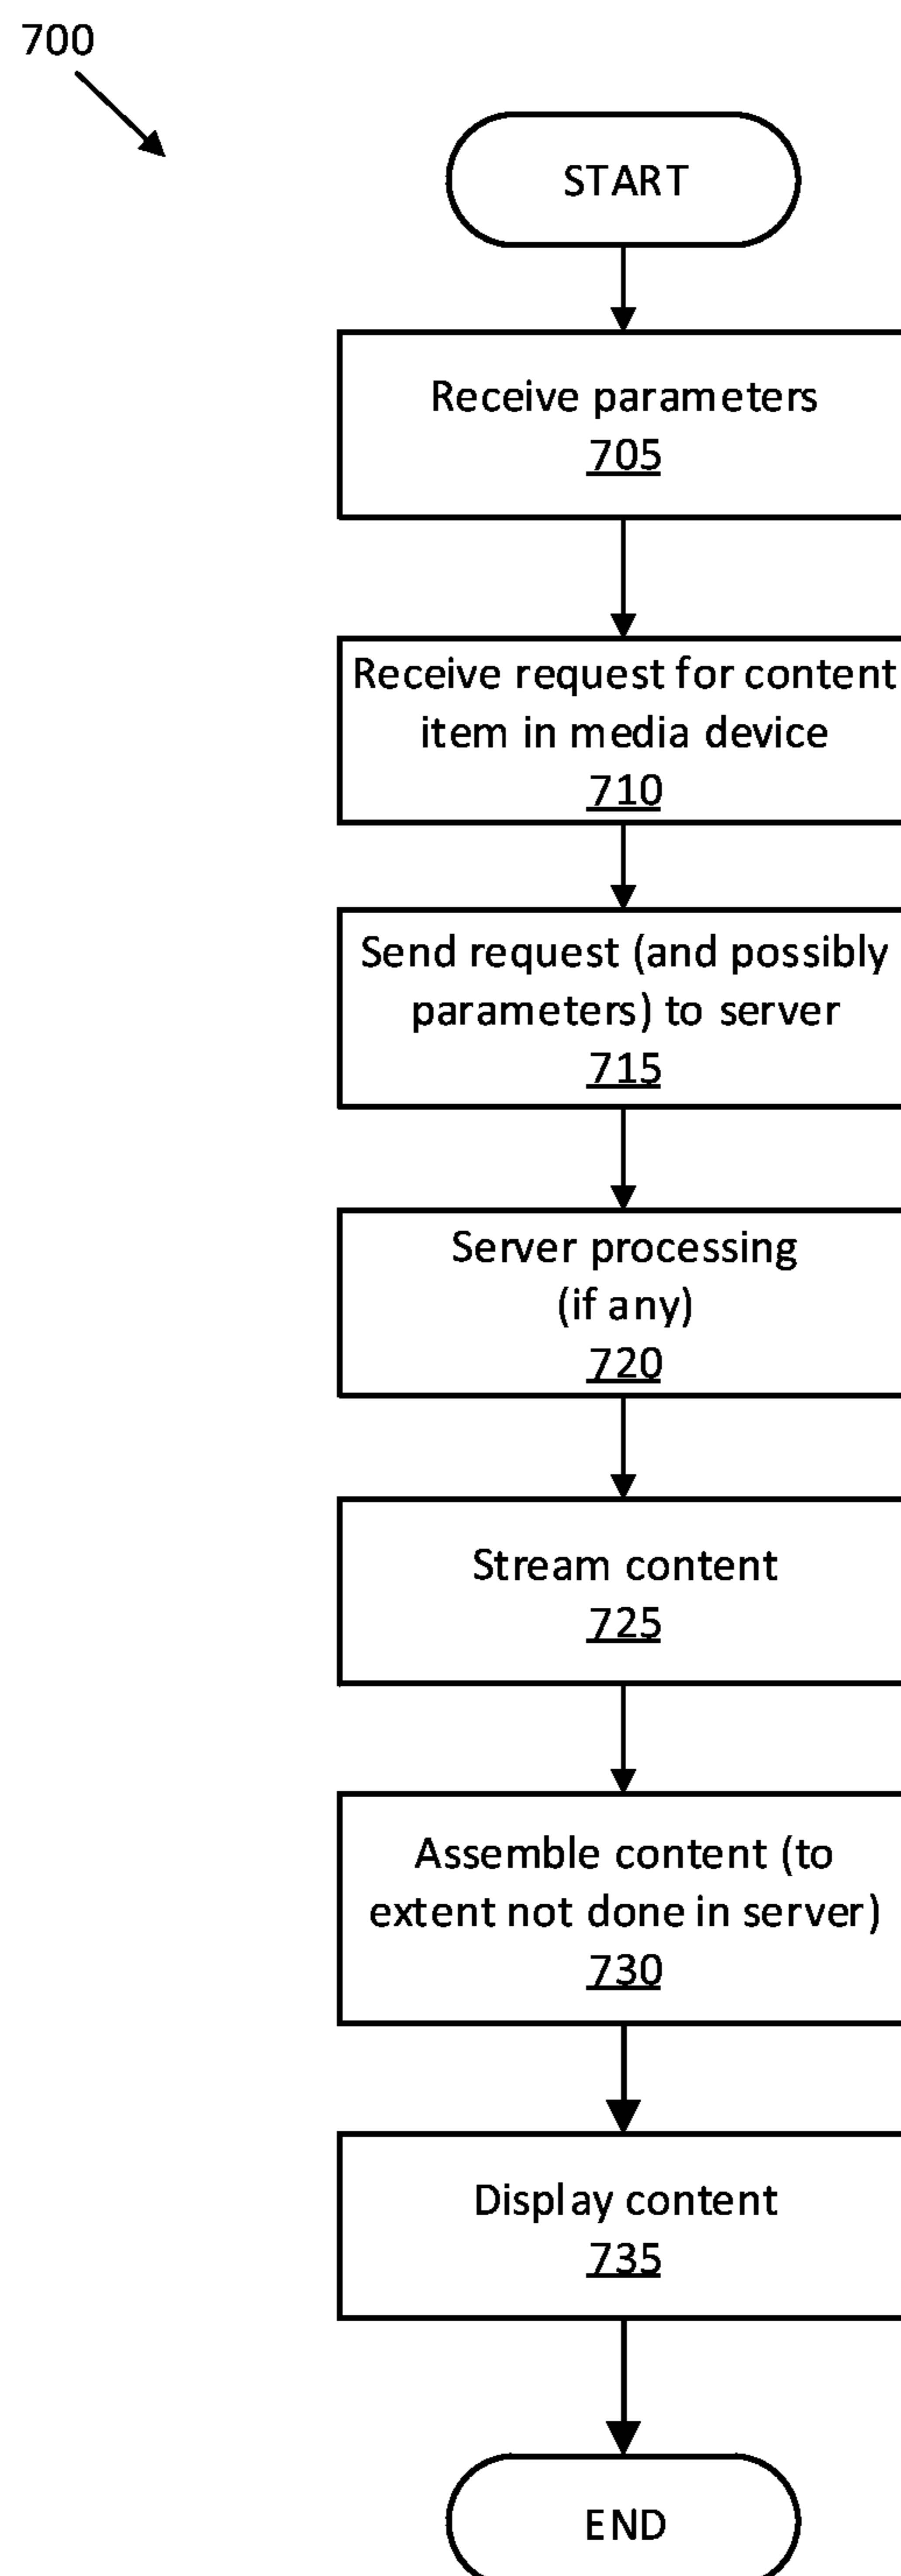 700
START
Receive parameters
705
Receive request for content
item in media device
710
Send request (and possibly
parameters) to server
715
Server processing
(if any)
720
Stream content
725
Assemble content (to
extent not done in server)
730
Display content
735
END